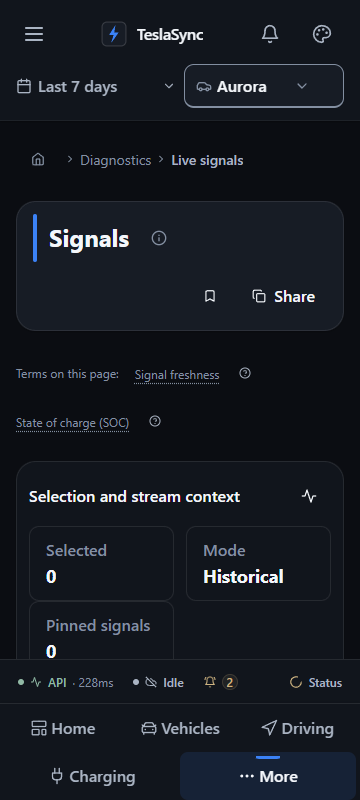 TeslaSync
Last 7 days
Aurora
Diagnostics
Live signals
Signals
Share
Terms on this page:
Signal freshness
State of charge (SOC)
Selection and stream context
Selected
0
Mode
Historical
Pinned signals
0
API · 228ms
Idle
2
Status
Home
Vehicles
Driving
Charging
More